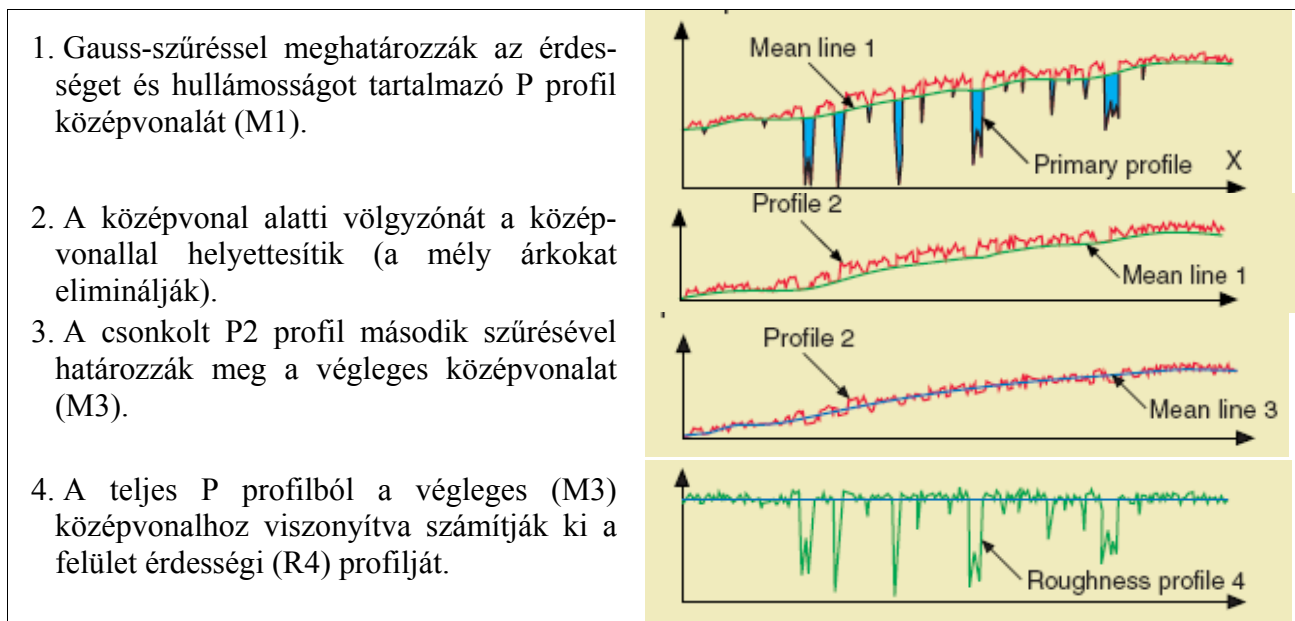 1. Gauss-szűréssel meghatározzák az érdes-
séget és hullámosságot tartalmazó P profil
középvonalát (M1).
Mean line 1
Primary profile
X
2. A középvonal alatti völgyzónát a közép-
vonallal helyettesítik (a mély árkokat
eliminálják).
Profile 2
Mean line 1
3. A csonkolt P2 profil második szűrésével
határozzák meg a végleges középvonalat
(M3).
Profile 2
Mean line 3
4. A teljes P profilból a végleges (M3)
középvonalhoz viszonyítva számítják ki a
felület érdességi (R4) profilját.
Roughness profile 4